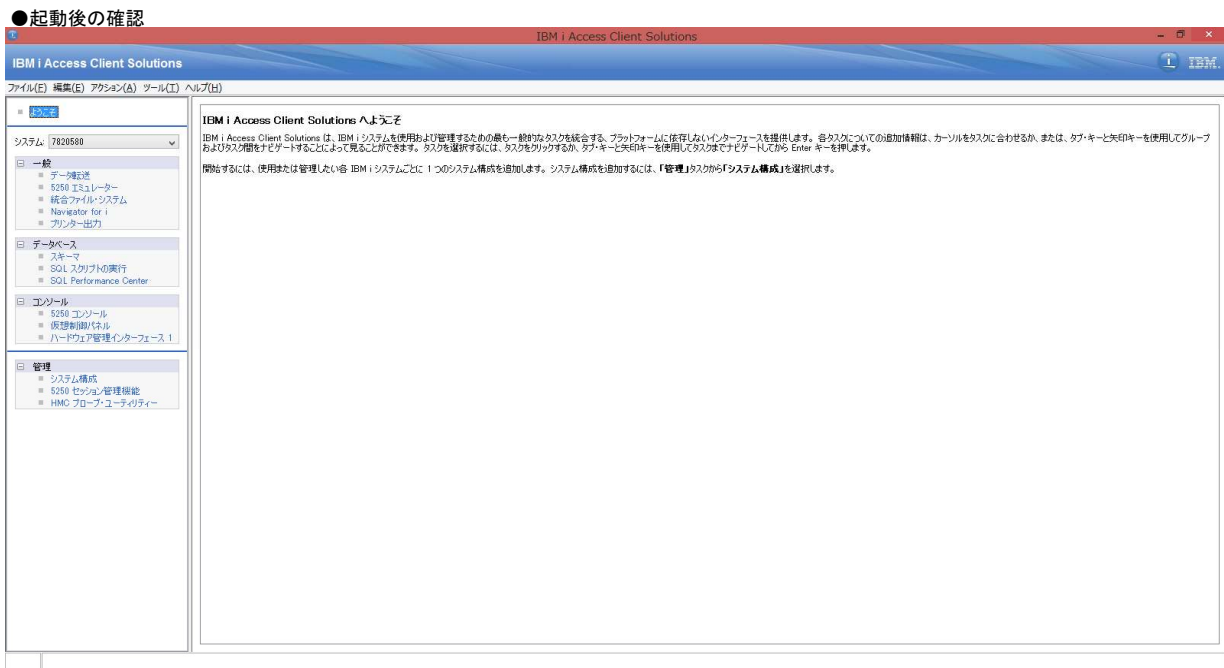 ●起動後の確認
IBM i Access Client Solutions
IBM i Access Client Solutions
IBM.
ファイル(F) 編集(E) アクション(A) ツール(T) ヘルプ(H)
ようこそ
システム: 7820580
一般
データ転送
5250 エミュレーター
統合ファイル・システム
Navigator for i
プリンター出力
データベース
スキーマ
SQL スクリプトの実行
SQL Performance Center
コンソール
5250 コンソール
仮想制御パネル
ハードウェア管理インターフェース 1
管理
システム構成
5250 セッション管理機能
HMC プローブ・ユーティリティー
IBM i Access Client Solutions へようこそ
IBM i Access Client Solutions は、IBM i システムを使用および管理するための最も一般的なタスクを統合する、プラットフォームに依存しないインターフェースを提供します。各タスクについての追加情報は、カーソルをタスクに合わせるか、または、タブ・キーと矢印キーを使用してグループ
およびタスク間をナビゲートすることによって見ることができます。タスクを選択するには、タスクをクリックするか、タブ・キーと矢印キーを使用してタスクまでナビゲートしてから Enter キーを押します。
開始するには、使用または管理したい各 IBM i システムごとに 1 つのシステム構成を追加します。システム構成を追加するには、「管理」タスクから「システム構成」を選択します。